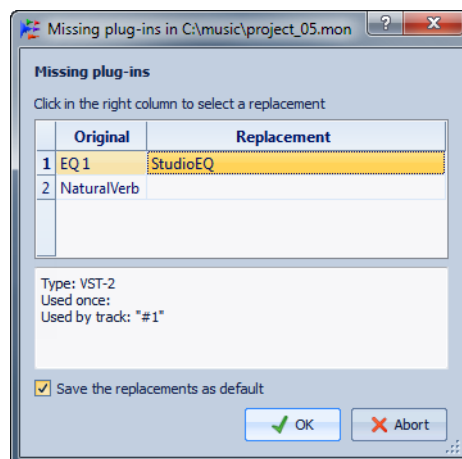 Missing plug-ins in C:\music\project_05.mon ? X
Missing plug-ins
Click in the right column to select a replacement
Original Replacement
1 EQ 1 StudioEQ
2 NaturalVerb
Type: VST-2
Used once:
Used by track: "#1"
Save the replacements as default
OK Abort